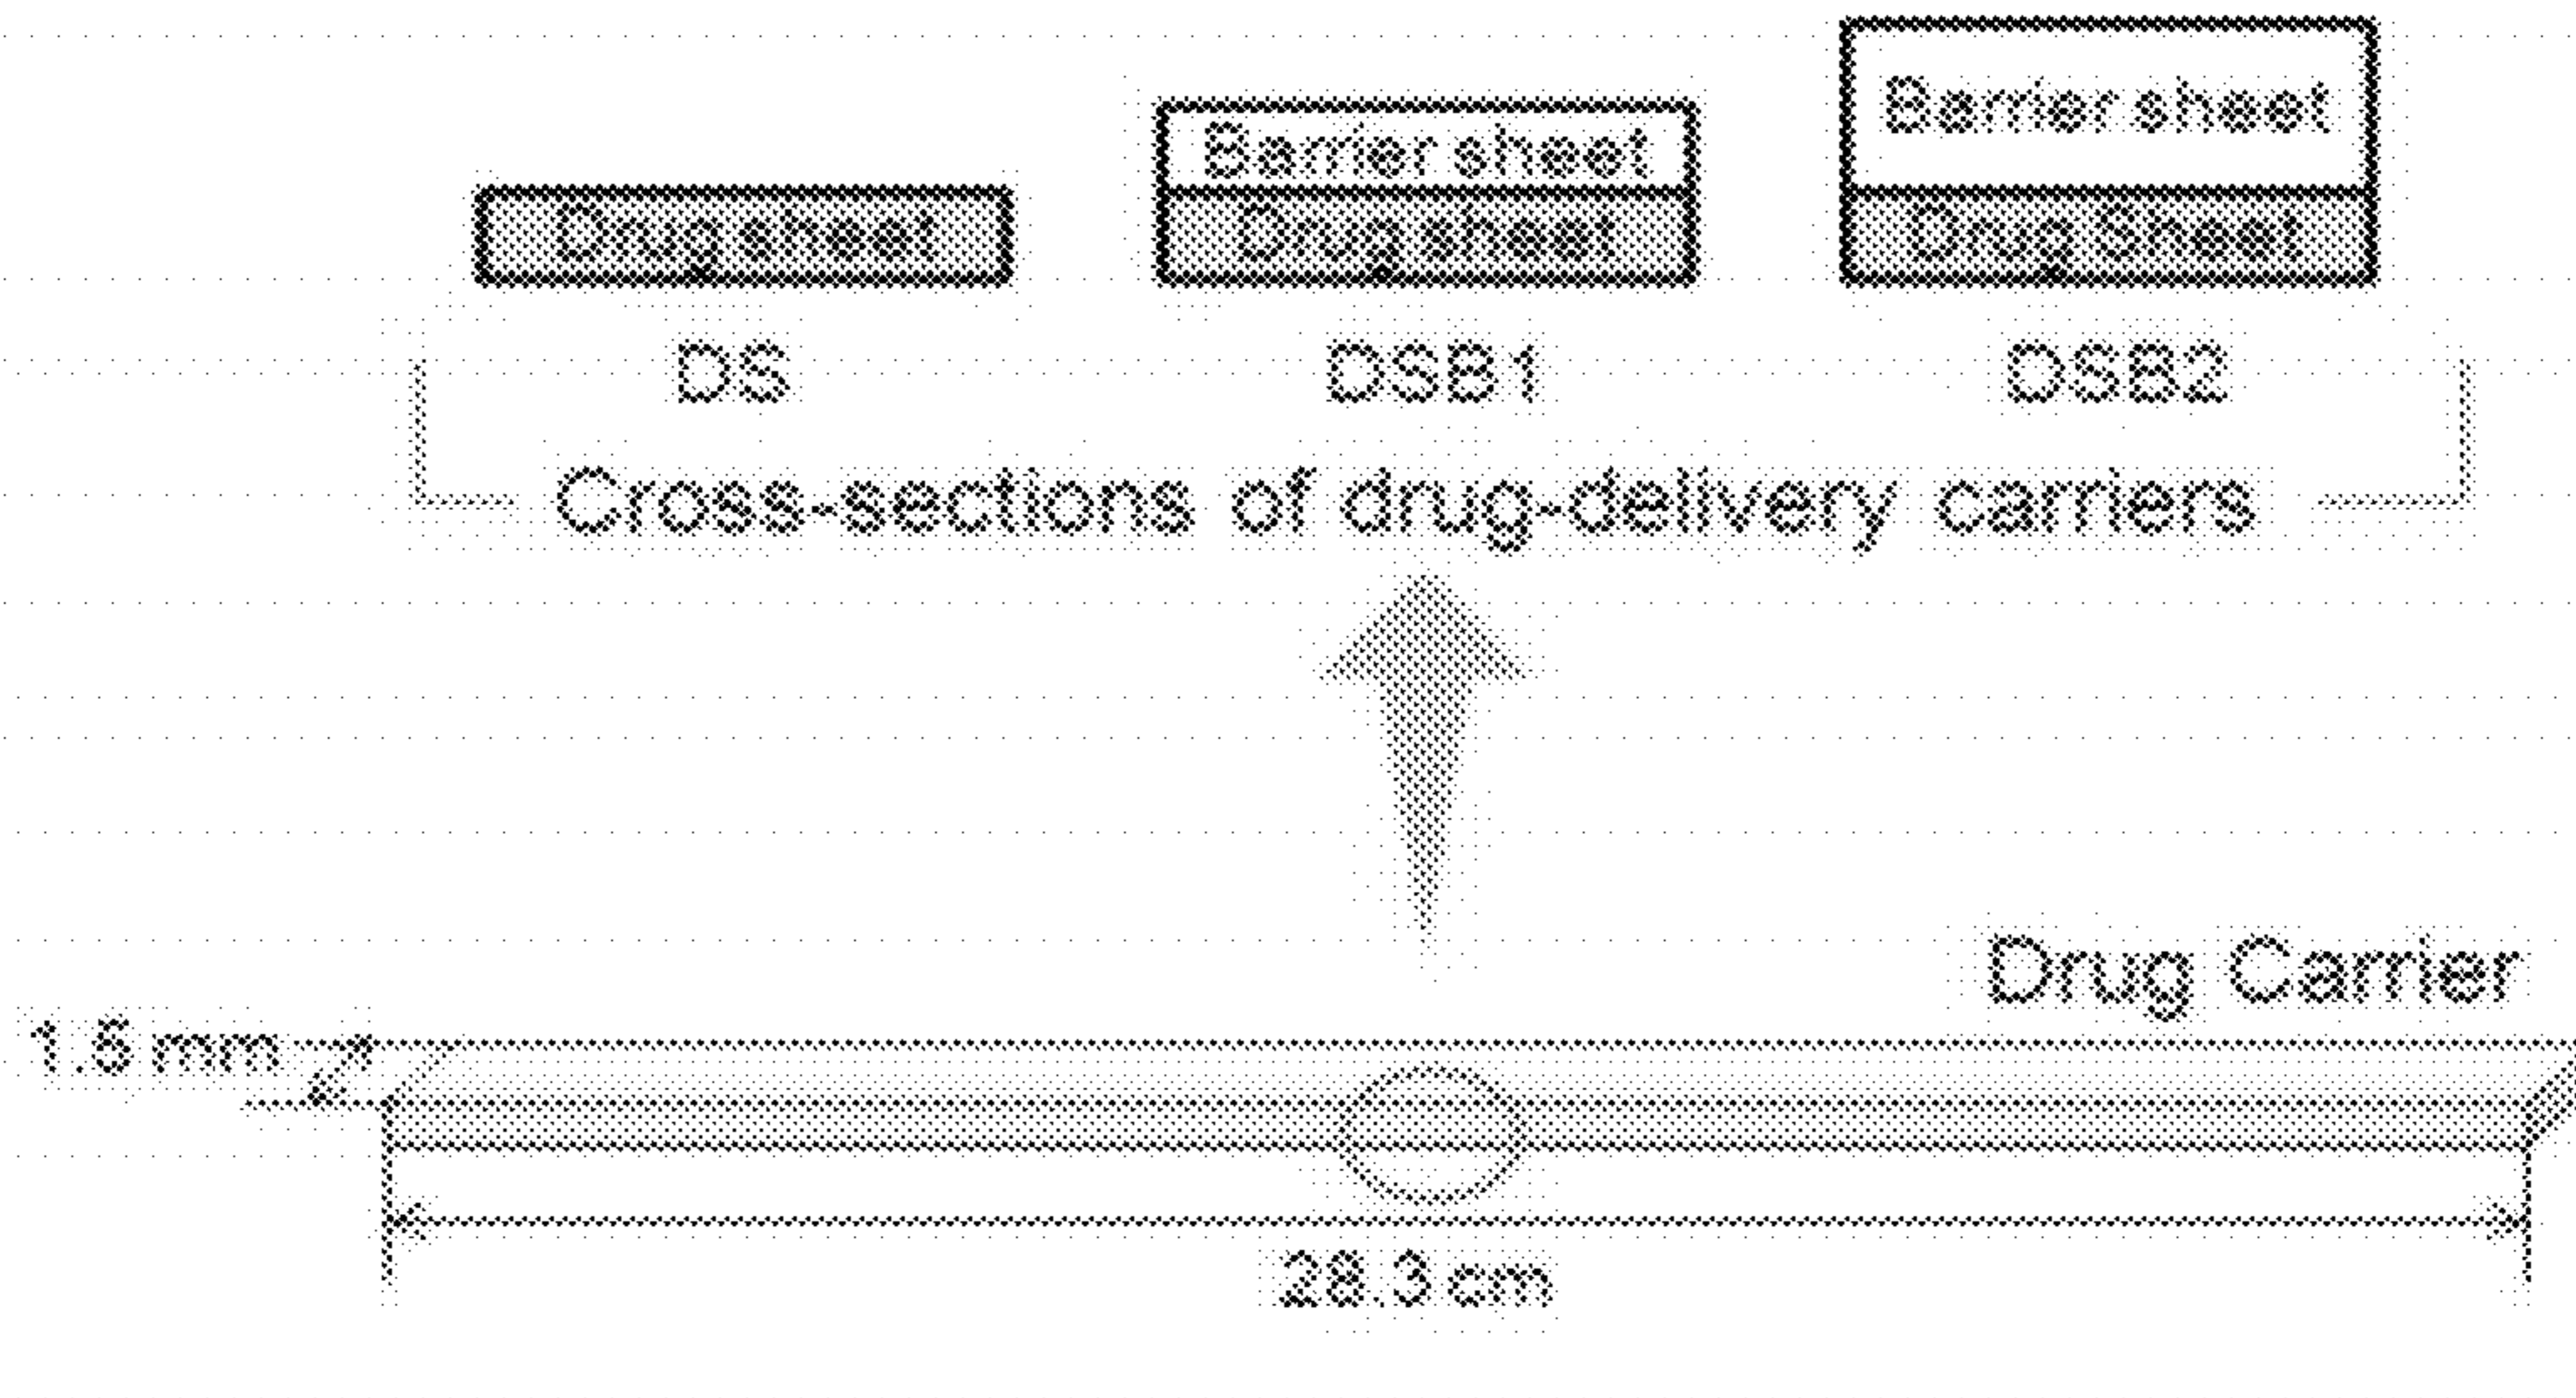 Barrier sheet
Barrier sheet
Drug sheet
Drug sheet
Drug Sheet
DS
DSB1
DSB2
Cross-sections of drug-delivery carriers
Drug Carrier
1.6 mm
28.3 cm